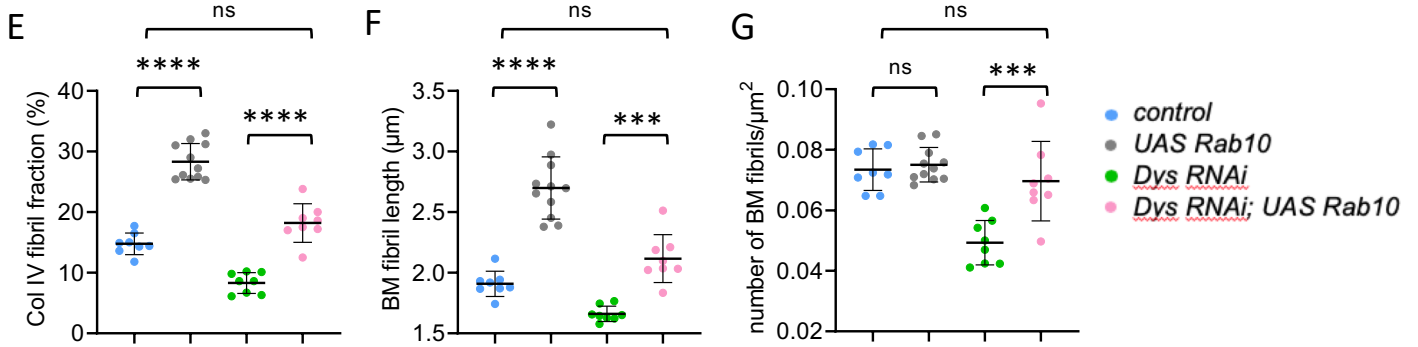 E
ns
****
****
Col IV fibril fraction (%)
40
30
20
10
0
F
ns
****
***
BM fibril length (µm)
3.5
3.0
2.5
2.0
1.5
G
ns
ns
***
number of BM fibrils/µm²
0.10
0.08
0.06
0.04
0.02
control
UAS Rab10
Dys RNAi
Dys RNAi; UAS Rab10